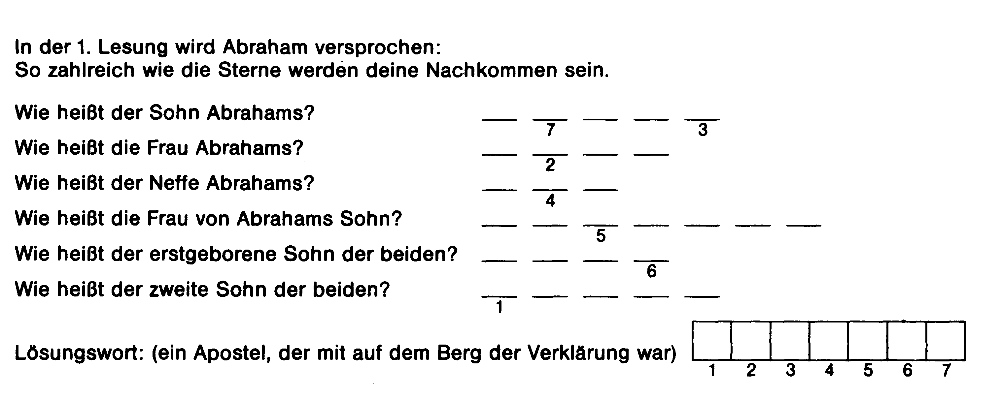 In der 1. Lesung wird Abraham versprochen:
So zahlreich wie die Sterne werden deine Nachkommen sein.
Wie heißt der Sohn Abrahams?
7 3
Wie heißt die Frau Abrahams?
2
Wie heißt der Neffe Abrahams?
4
Wie heißt die Frau von Abrahams Sohn?
5
Wie heißt der erstgeborene Sohn der beiden?
6
Wie heißt der zweite Sohn der beiden?
1
Lösungswort: (ein Apostel, der mit auf dem Berg der Verklärung war)
1 2 3 4 5 6 7